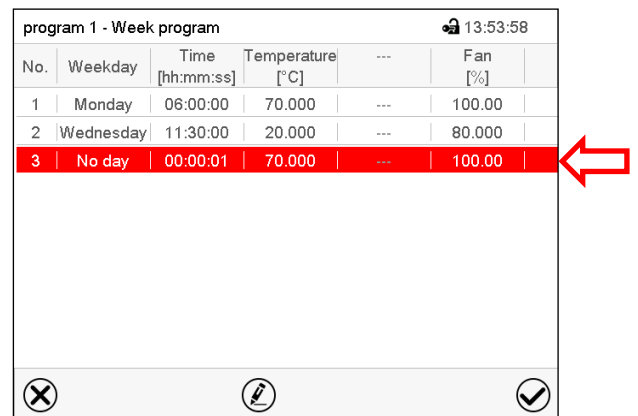 program 1 - Week program 13:53:58
No. Weekday Time [hh:mm:ss] Temperature [°C] --- Fan [%]
1 Monday 06:00:00 70.000 --- 100.00
2 Wednesday 11:30:00 20.000 --- 80.000
3 No day 00:00:01 70.000 --- 100.00